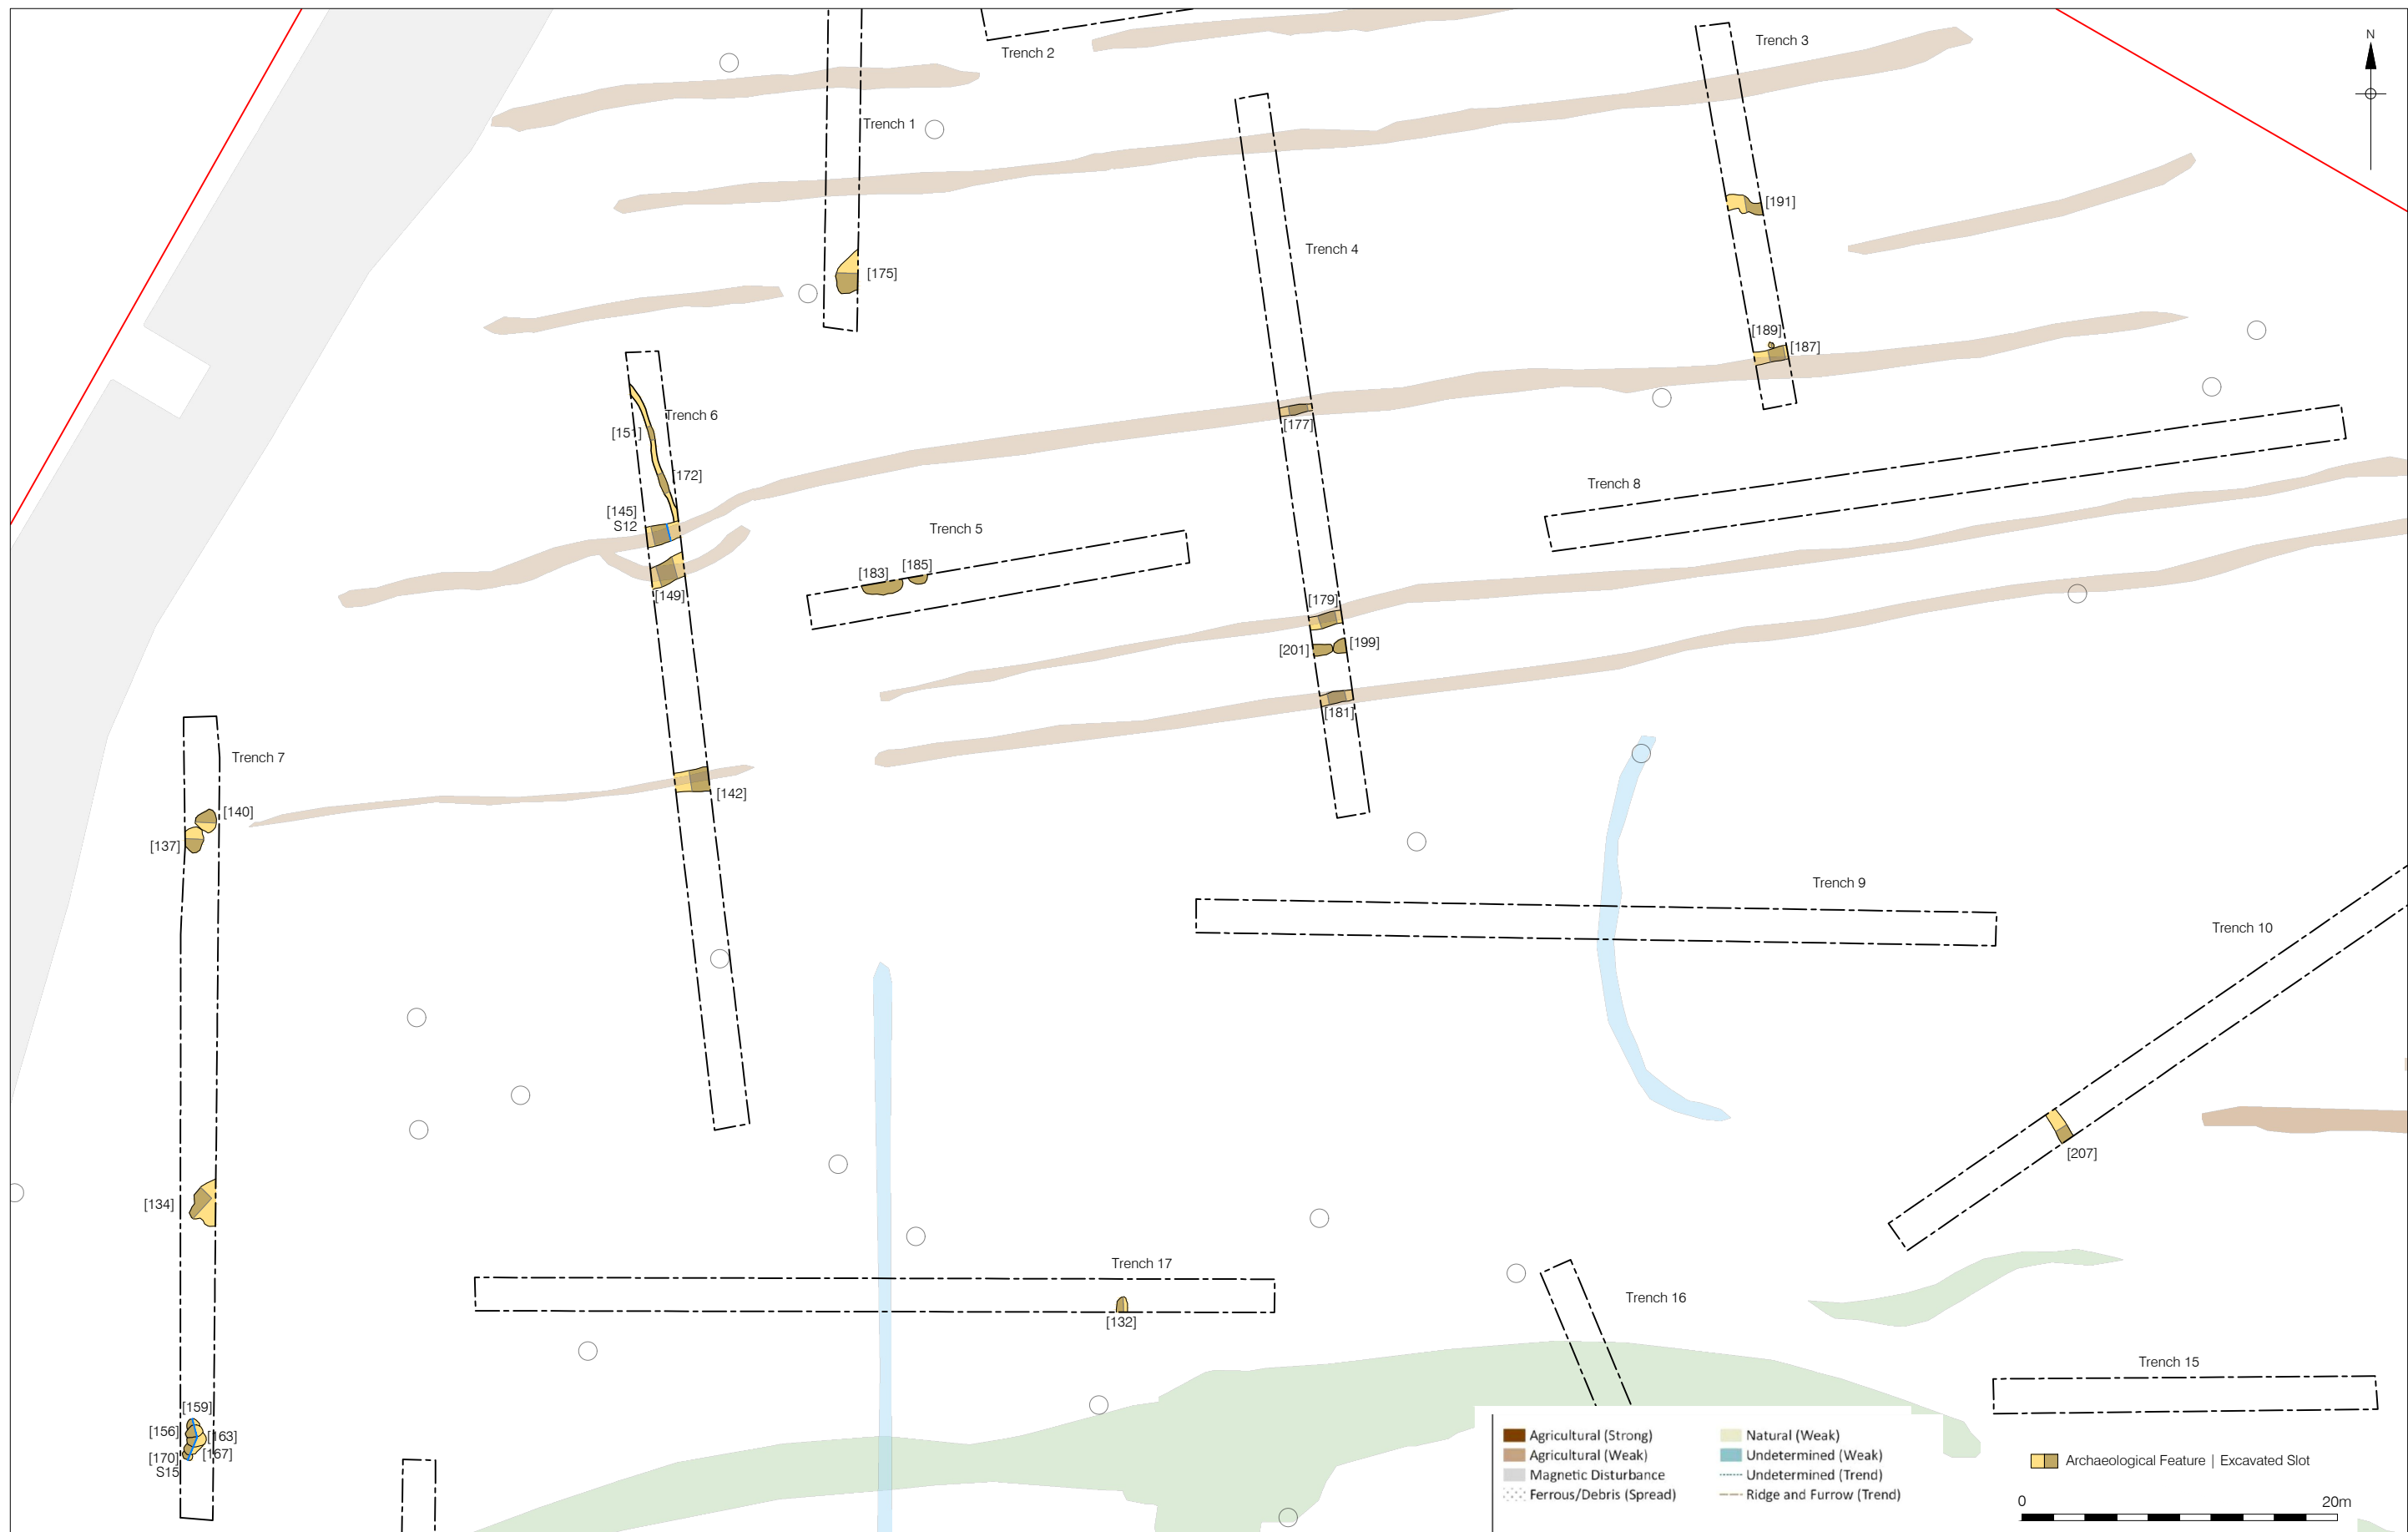 N
Trench 3
Trench 2
Trench 1
[191]
Trench 4
[175]
[189]
[187]
Trench 6
[177]
[151]
[172]
Trench 8
[145]
S12
Trench 5
[185]
[183]
[149]
[179]
[199]
[201]
[181]
Trench 7
[142]
[140]
[137]
Trench 9
Trench 10
[207]
[134]
Trench 17
Trench 16
[132]
Trench 15
[159]
[156]
[163]
[167]
[170]
S15
Agricultural (Strong)
Agricultural (Weak)
Magnetic Disturbance
Ferrous/Debris (Spread)
Natural (Weak)
Undetermined (Weak)
Undetermined (Trend)
Ridge and Furrow (Trend)
Archaeological Feature | Excavated Slot
0 20m